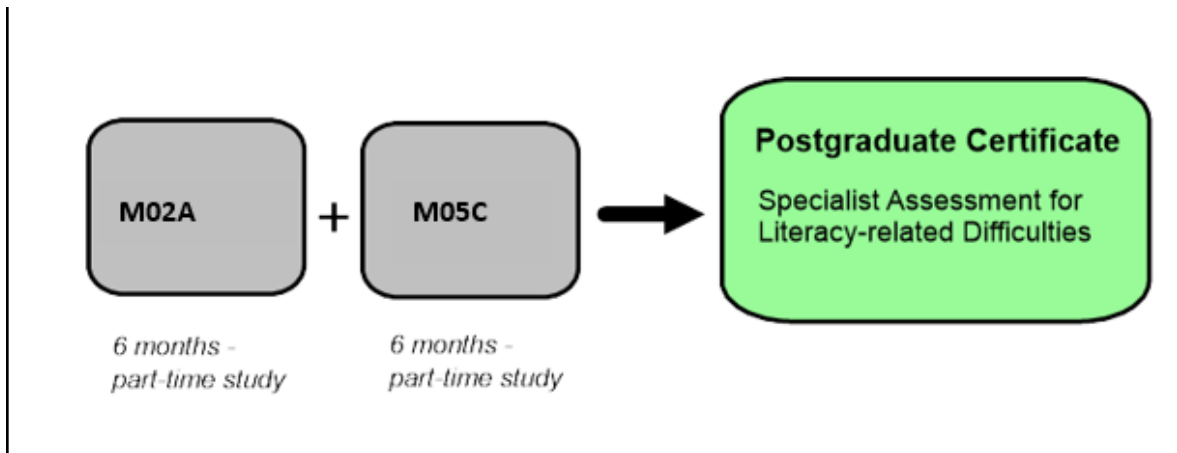 Postgraduate Certificate
Specialist Assessment for
Literacy-related Difficulties
M02A
+
M05C
6 months -
part-time study
6 months -
part-time study